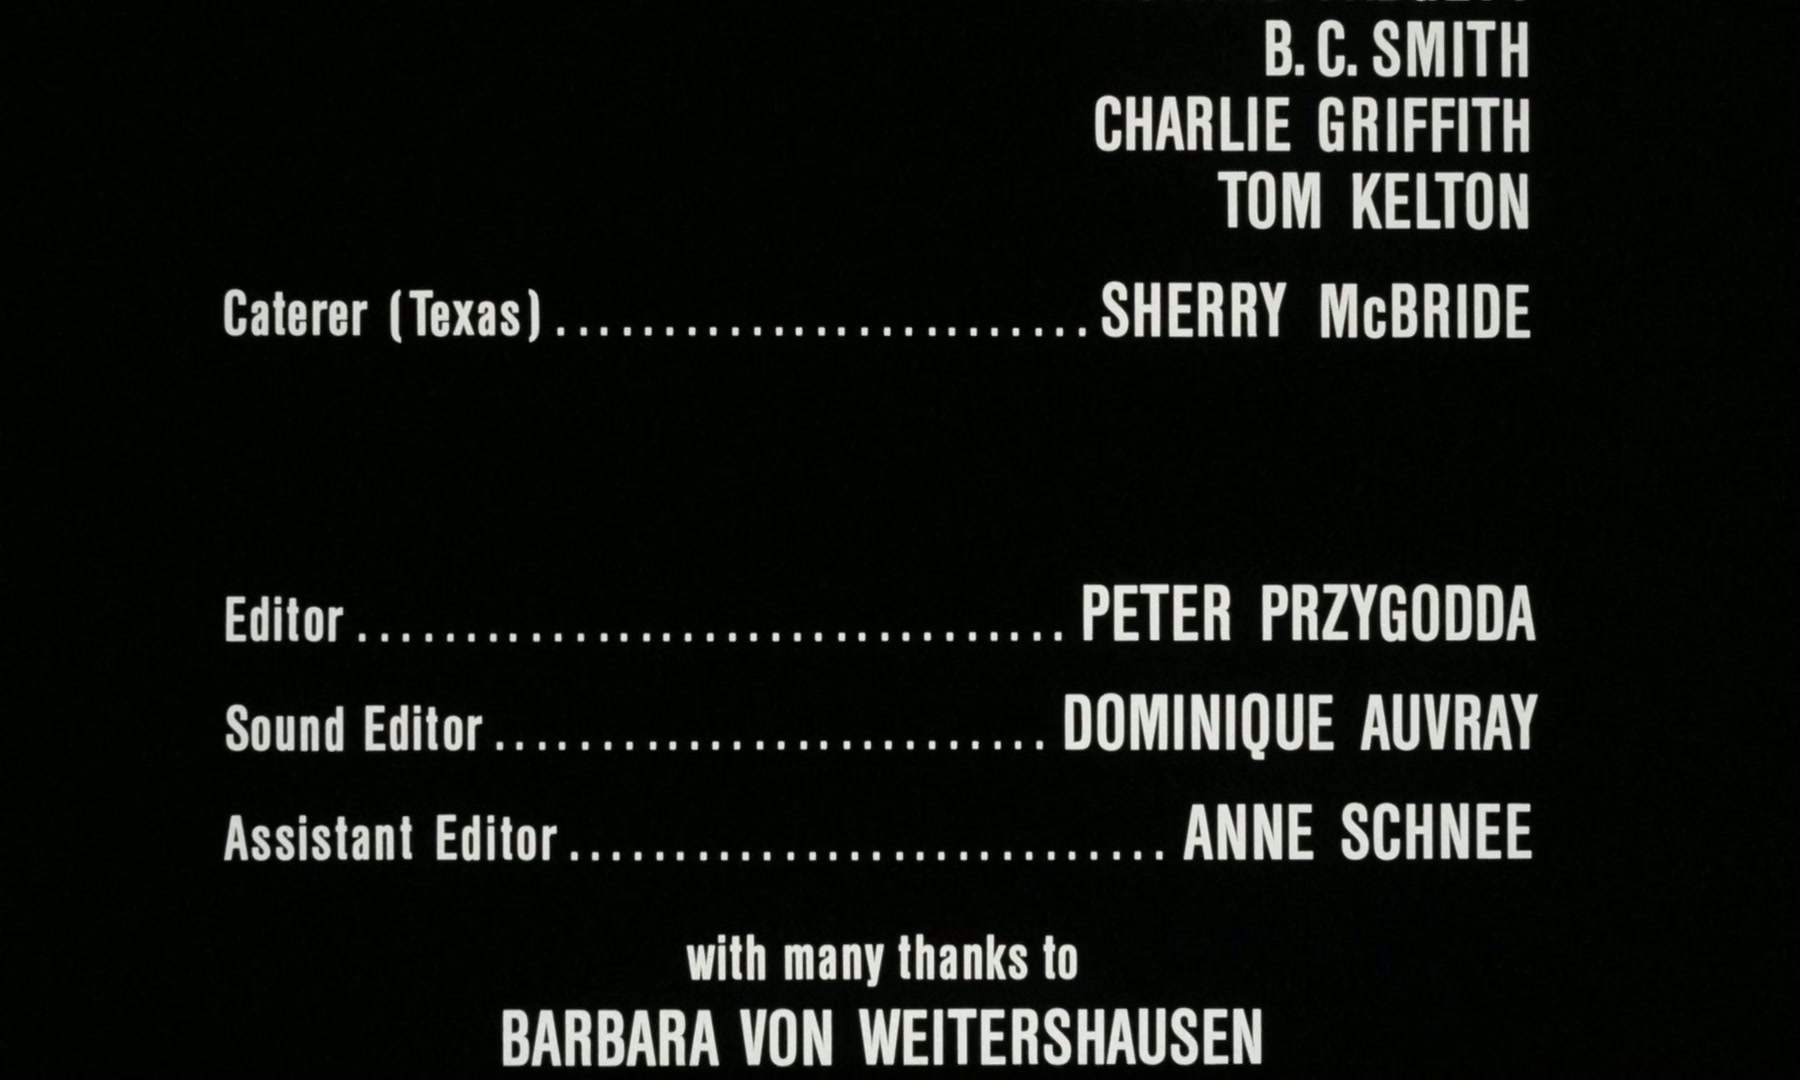 B. C. SMITH
CHARLIE GRIFFITH
TOM KELTON
Caterer (Texas) ......................... SHERRY McBRIDE
Editor ................................. PETER PRZYGODDA
Sound Editor .......................... DOMINIQUE AUVRAY
Assistant Editor ............................ ANNE SCHNEE
with many thanks to
BARBARA VON WEITERSHAUSEN